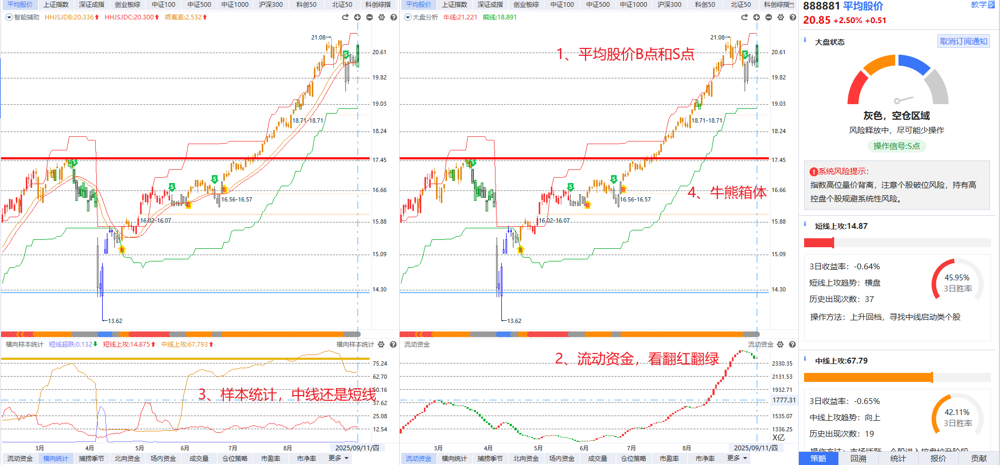 平均股价 上证指数 深证成指 创业板综 中证100 中证500 中证1000 沪深300 科创50 北证50 科创综指
智能辅助 HHJSJDB:20.336 HHJSJDC:20.300 乖离率:2.532
21.08
20.61
19.82
19.03
18.71-18.71
18.24
17.45
16.66
16.56-16.57
16.02-16.07
15.88
15.09
14.30
13.62
S
S
S
S
B
B
B
横向样本统计 短线超跌:0.132 短线上攻:14.875 中线上攻:67.793 横向样本统计
75.24
62.70
50.16
3、样本统计，中线还是短线
37.62
25.08
12.54
3月 4月 5月 6月 7月 8月 2025/09/11/四
流动资金 横向统计 捕捞季节 北向资金 场内资金 成交量 仓位策略 市盈率 市净率 更多
平均股价 上证指数 深证成指 创业板综 中证100 中证500 中证1000 沪深300 科创50 北证50 科创综指
大盘分析 牛线:21.221 熊线:18.891
21.08
1、平均股价B点和S点
20.61
19.82
19.03
18.71-18.71
18.24
17.45
16.66
4、牛熊箱体
16.56-16.57
16.02-16.07
15.88
15.09
14.30
13.62
S
S
S
S
B
B
B
流动资金 流动资金
2、流动资金，看翻红翻绿
2330.35
2131.53
1932.71
1777.31
1535.07
1336.25
X亿
3月 4月 5月 6月 7月 8月 2025/09/11/四
流动资金 横向统计 捕捞季节 北向资金 场内资金 成交量 仓位策略 市盈率 市净率 更多
888881 平均股价 教学
20.85 +2.50% +0.51
大盘状态 取消订阅通知
灰色，空仓区域
风险释放中，尽可能少操作
操作信号:S点
系统风险提示：
指数高位量价背离，注意个股破位风险，持有高
控盘个股规避系统性风险。
短线上攻:14.87
3日收益率：-0.64%
短线上攻趋势：横盘
历史出现次数：37
45.95%
3日胜率
操作方法：上升回档，寻找中线启动类个股
中线上攻:67.79
3日收益率：-0.65%
中线上攻趋势：向上
历史出现次数：19
42.11%
3日胜率
操作方法：市场活跃，个股进入控盘拉升阶段
策略 回溯 统计 报价 贡献